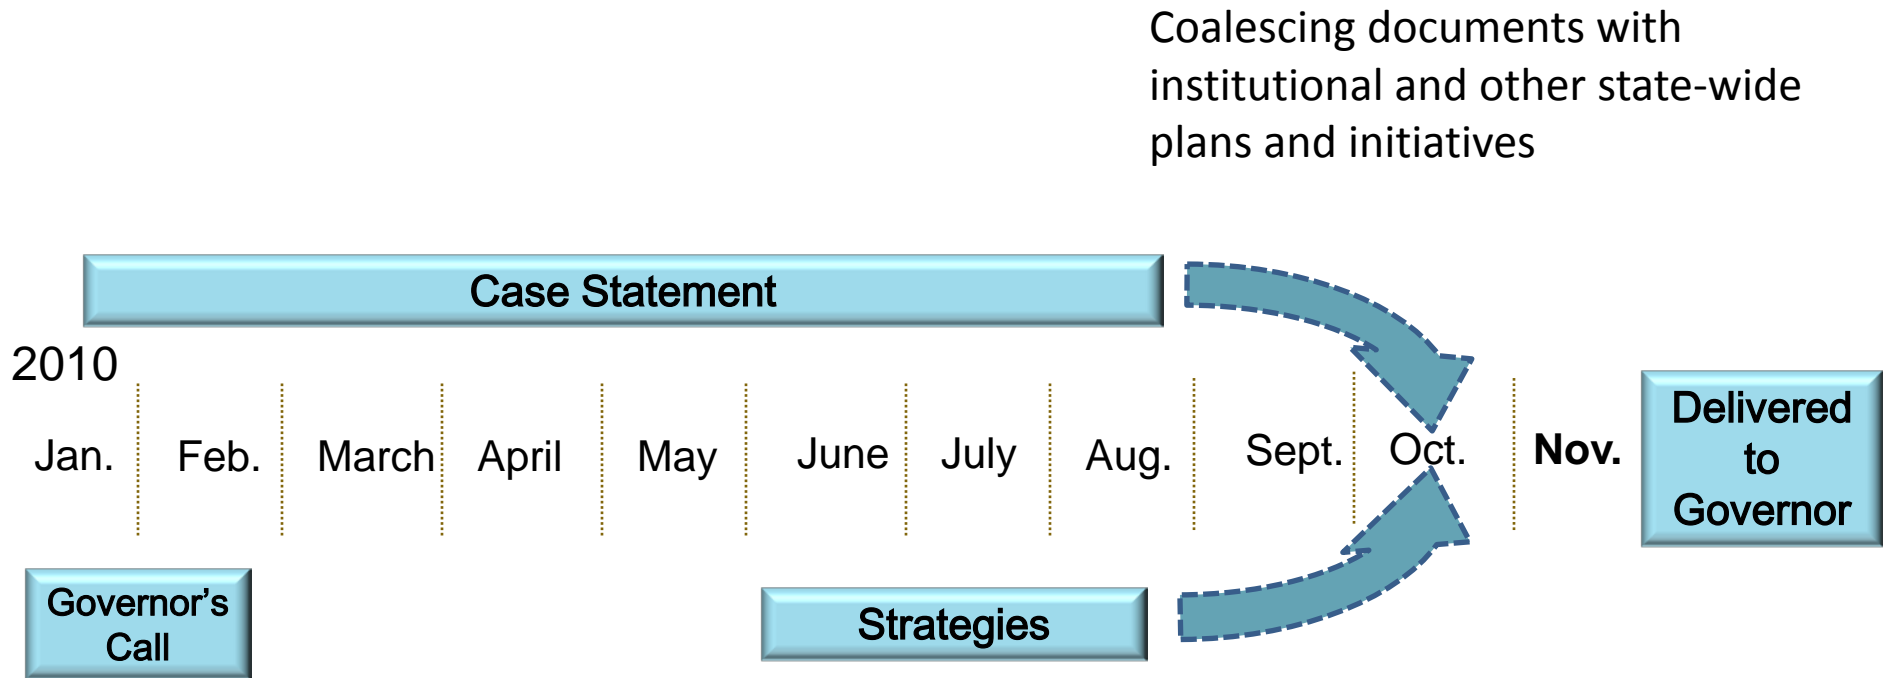 Coalescing documents with
institutional and other state-wide
plans and initiatives
Case Statement
2010
Jan.
Feb.
March
April
May
June
July
Aug.
Sept.
Oct.
Nov.
Delivered
to
Governor
Governor's
Call
Strategies